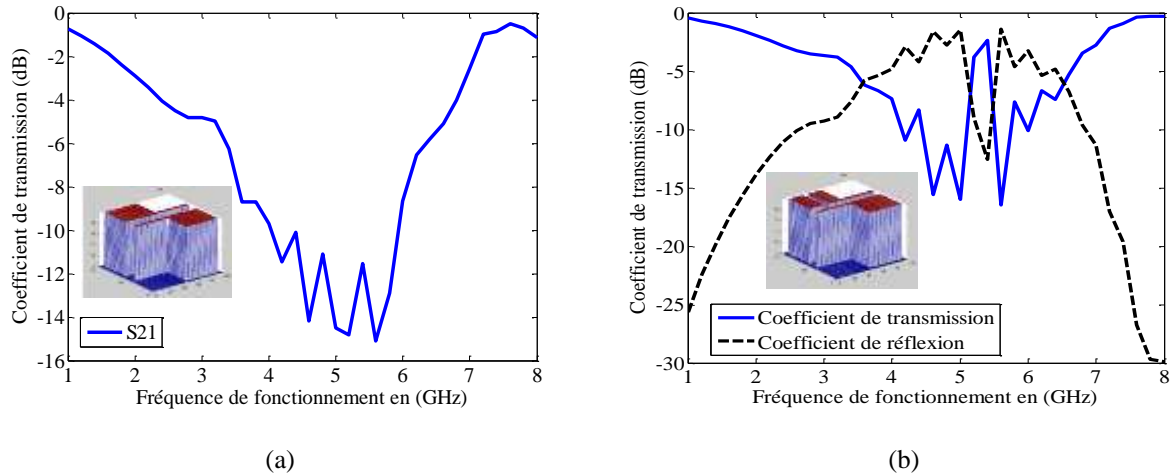 0
-2
-4
-6
-8
-10
-12
-14
-16
Coefficient de transmission (dB)
S21
1 2 3 4 5 6 7 8
Fréquence de fonctionnement en (GHz)
(a)
0
-5
-10
-15
-20
-25
-30
Coefficient de transmission (dB)
Coefficient de transmission
Coefficient de réflexion
1 2 3 4 5 6 7 8
Fréquence de fonctionnement en (GHz)
(b)